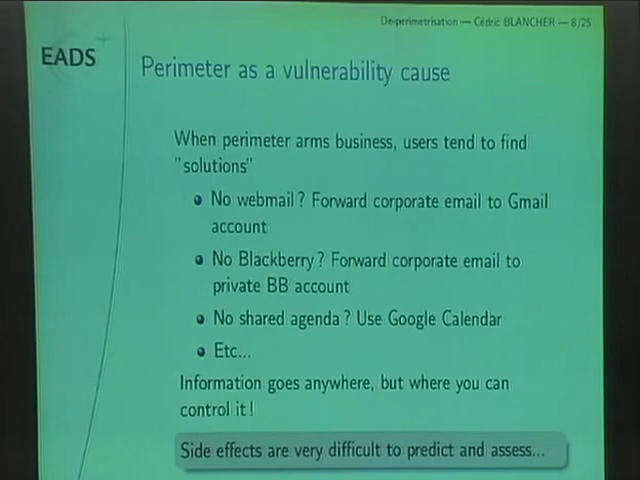 De-perimetrisation — Cédric BLANCHER — 8/25
EADS
Perimeter as a vulnerability cause
When perimeter arms business, users tend to find
"solutions"
No webmail ? Forward corporate email to Gmail
account
No Blackberry ? Forward corporate email to
private BB account
No shared agenda ? Use Google Calendar
Etc...
Information goes anywhere, but where you can
control it !
Side effects are very difficult to predict and assess...